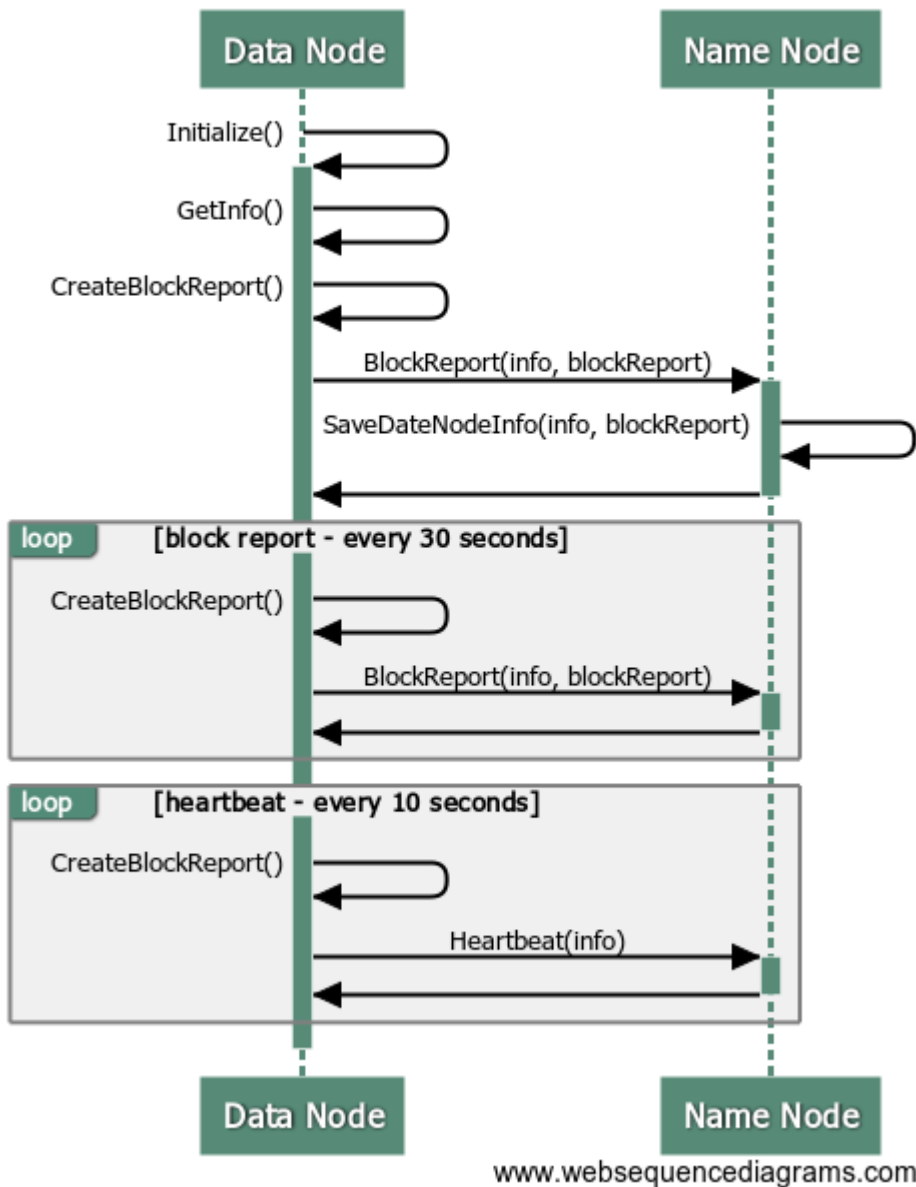 Data Node
Name Node
Initialize()
GetInfo()
CreateBlockReport()
BlockReport(info, blockReport)
SaveDateNodeInfo(info, blockReport)
loop [block report - every 30 seconds]
CreateBlockReport()
BlockReport(info, blockReport)
loop [heartbeat - every 10 seconds]
CreateBlockReport()
Heartbeat(info)
Data Node
Name Node
www.websequencediagrams.com